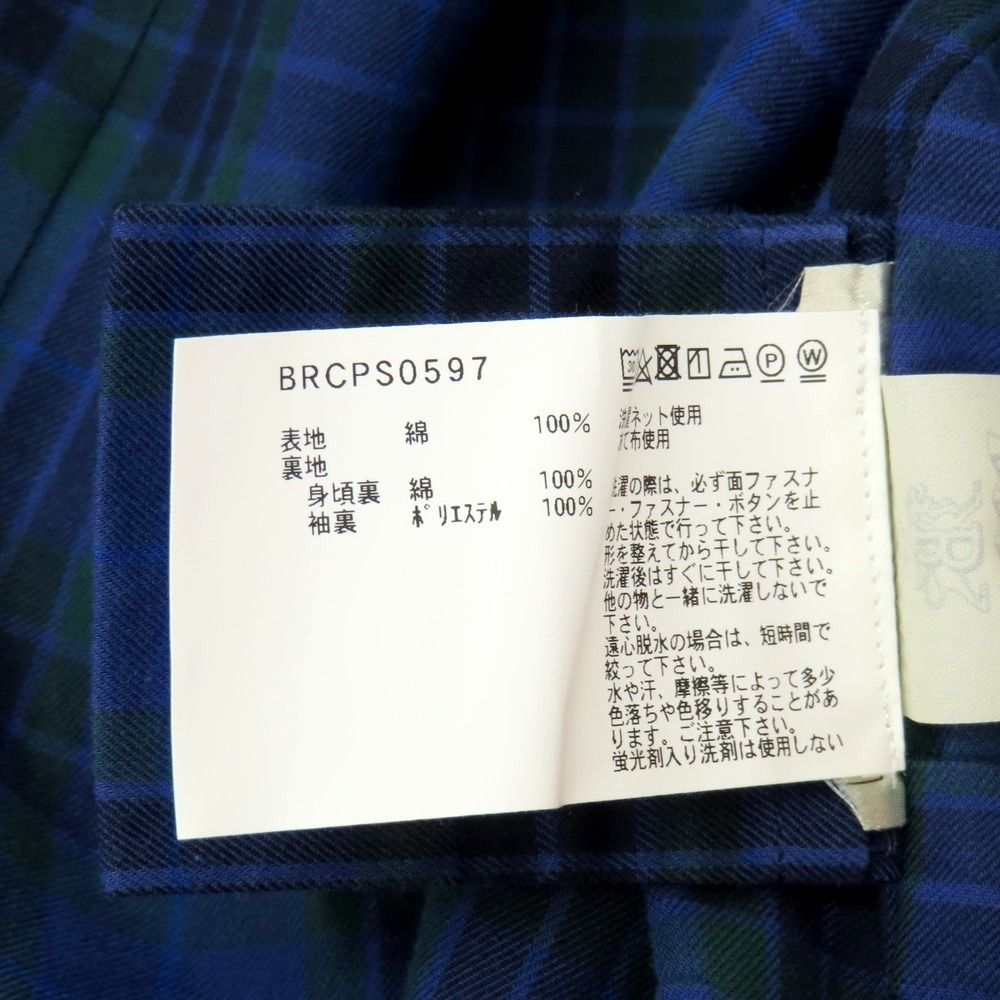 BRCPS0597
表地 綿 100%
裏地
身頃裏 綿 100%
袖裏 ポリエステル 100%
30
P
W
洗濯ネット使用
て布使用
洗濯の際は、必ず面ファスナ
ー・ファスナー・ボタンを止
めた状態で行って下さい。
形を整えてから干して下さい。
洗濯後はすぐに干して下さい。
他の物と一緒に洗濯しないで
下さい。
遠心脱水の場合は、短時間で
絞って下さい。
水や汗、摩擦等によって多少
色落ちや色移りすることがあ
ります。ご注意下さい。
蛍光剤入り洗剤は使用しない